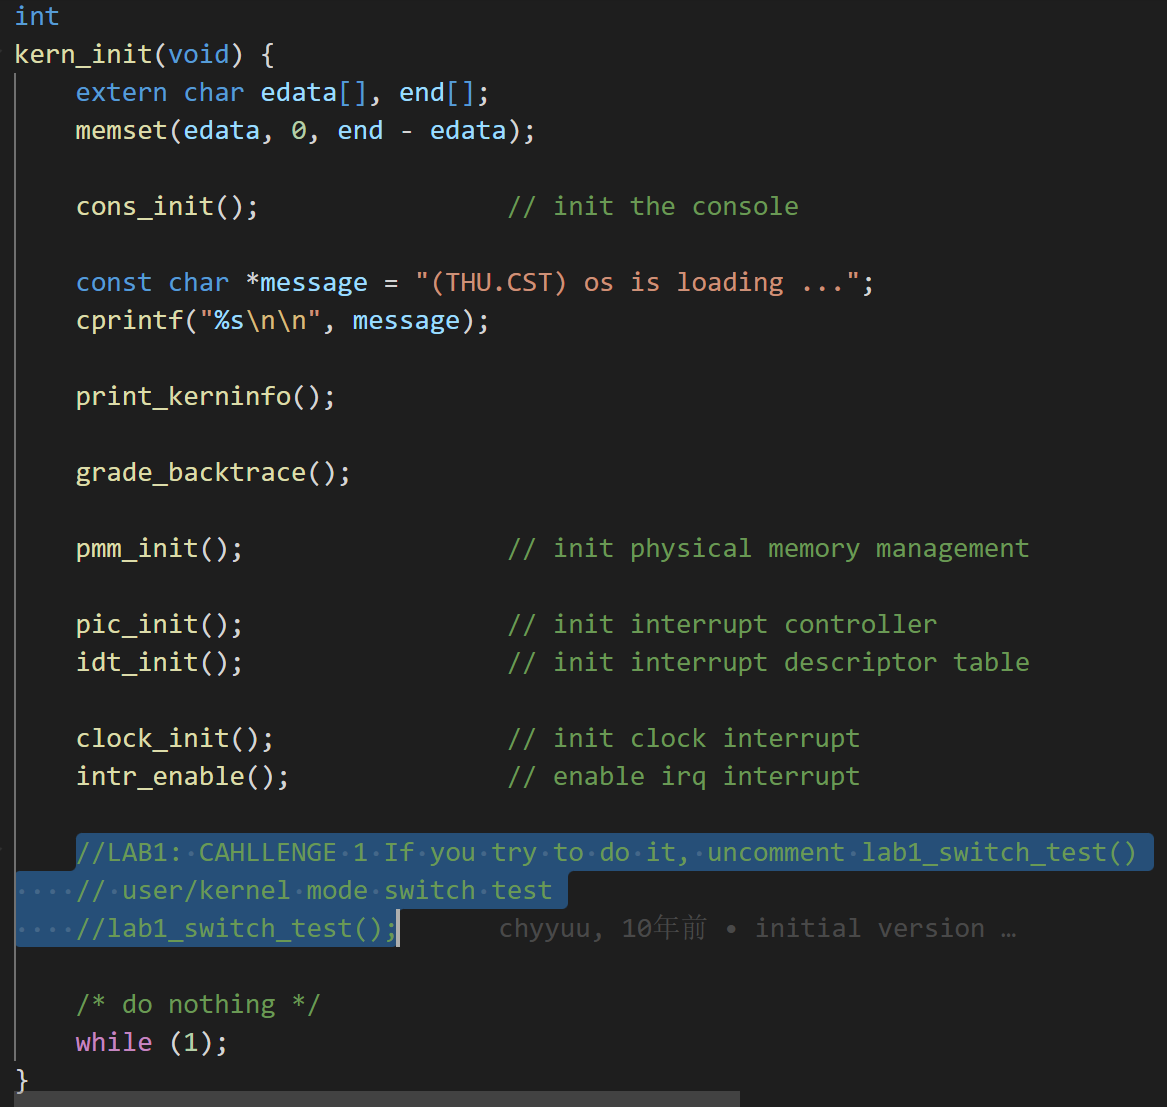 int
kern_init(void) {
    extern char edata[], end[];
    memset(edata, 0, end - edata);
    cons_init();                // init the console
    const char *message = "(THU.CST) os is loading ...";
    cprintf("%s\n\n", message);
    print_kerninfo();
    grade_backtrace();
    pmm_init();                 // init physical memory management
    pic_init();                 // init interrupt controller
    idt_init();                 // init interrupt descriptor table
    clock_init();               // init clock interrupt
    intr_enable();              // enable irq interrupt
    //LAB1: CAHLLENGE 1 If you try to do it, uncomment lab1_switch_test()
    // user/kernel mode switch test
    //lab1_switch_test();       chyyuu, 10年前 • initial version …
    /* do nothing */
    while (1);
}